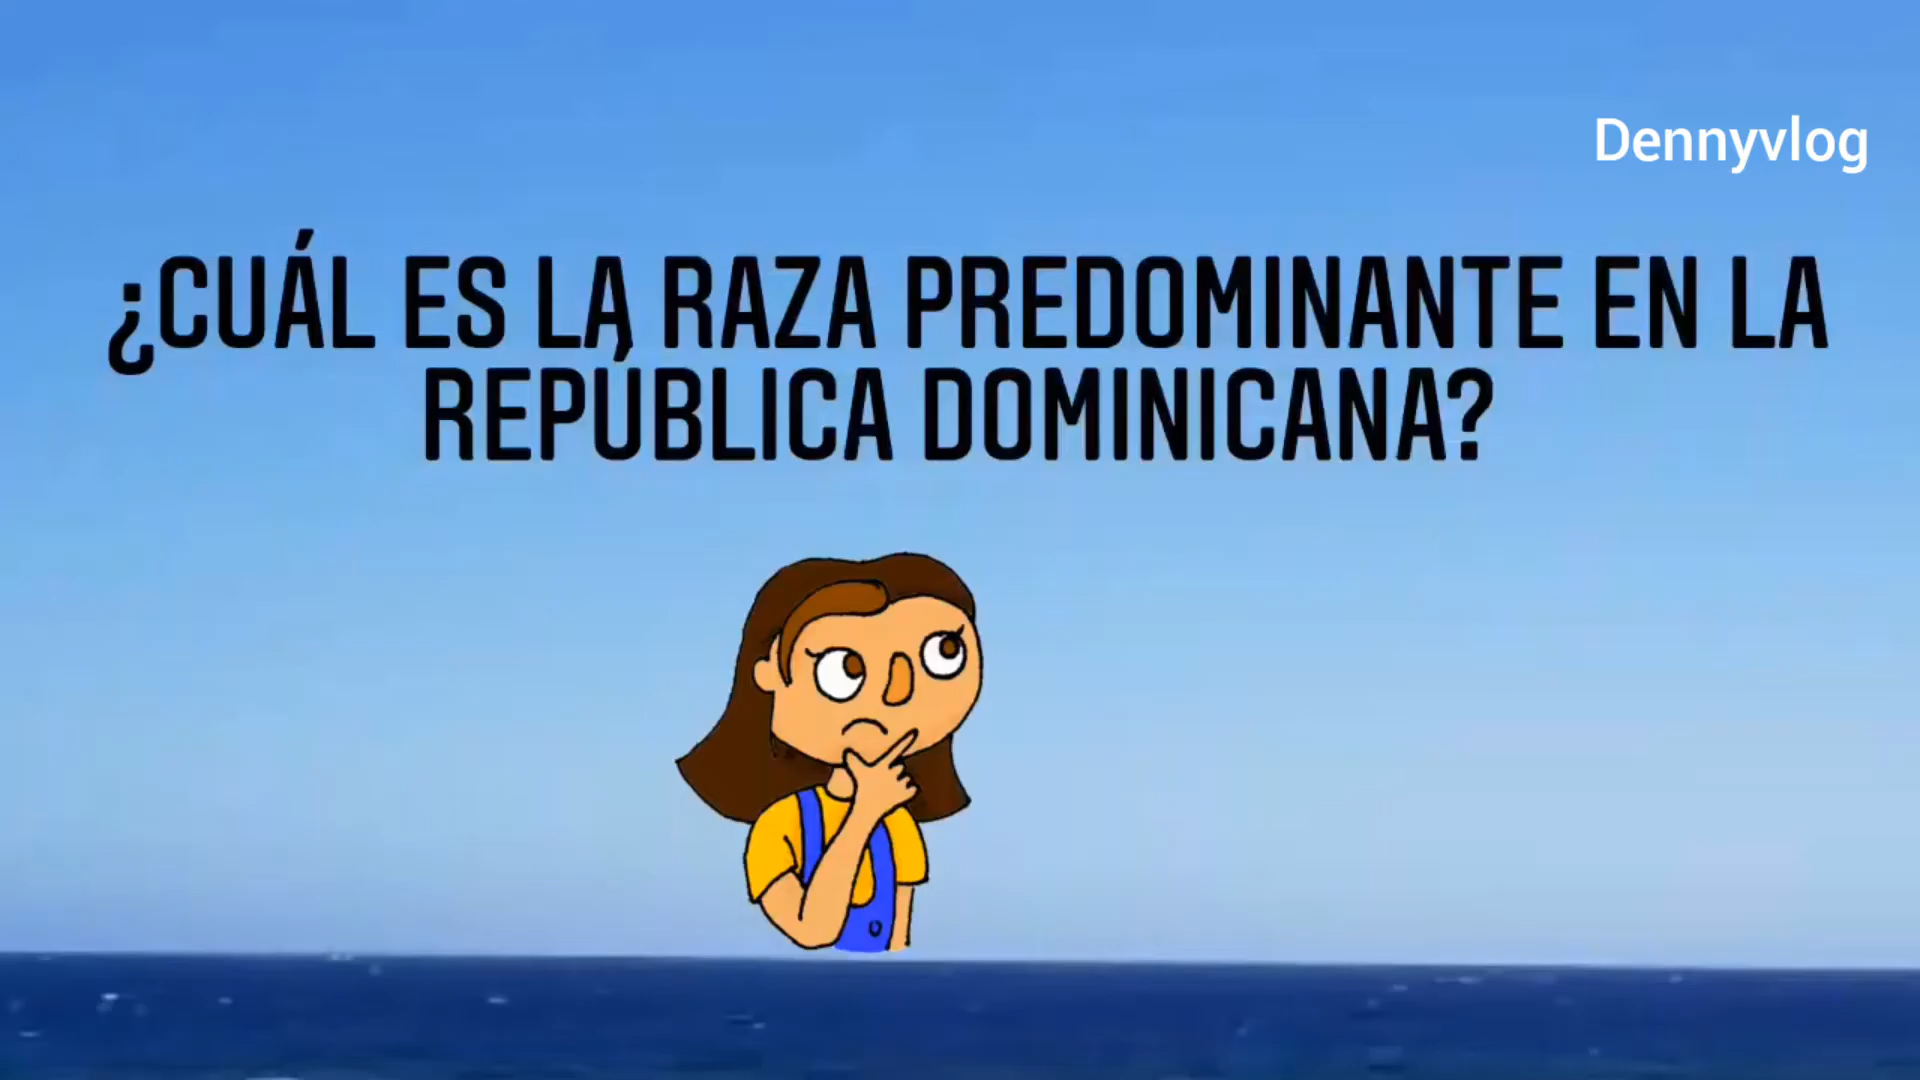 Dennyvlog
¿CUÁL ES LA RAZA PREDOMINANTE EN LA
REPÚBLICA DOMINICANA?